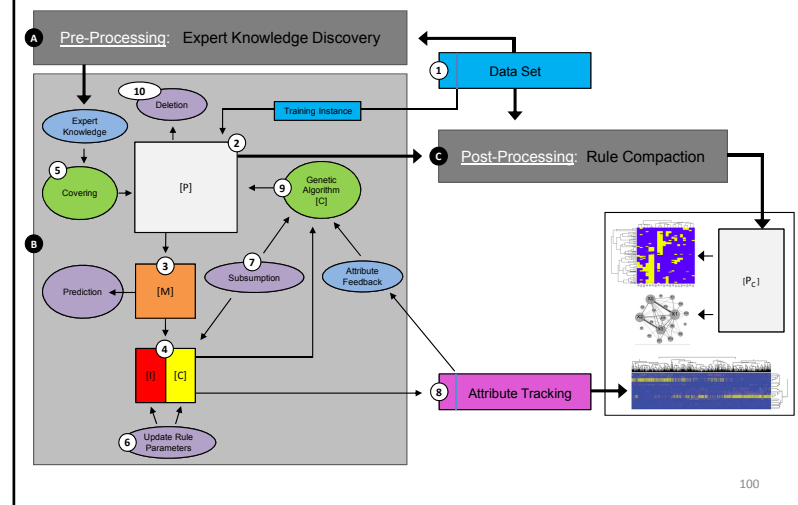 A Pre-Processing: Expert Knowledge Discovery
1 Data Set
10
Deletion
Training Instance
Expert
Knowledge
2
C Post-Processing: Rule Compaction
5
Covering
[P]
9
Genetic
Algorithm
[C]
B
3
[M]
Prediction
7
Subsumption
Attribute
Feedback
[PC]
X1
4
[I]
[C]
8 Attribute Tracking
6
Update Rule
Parameters
100